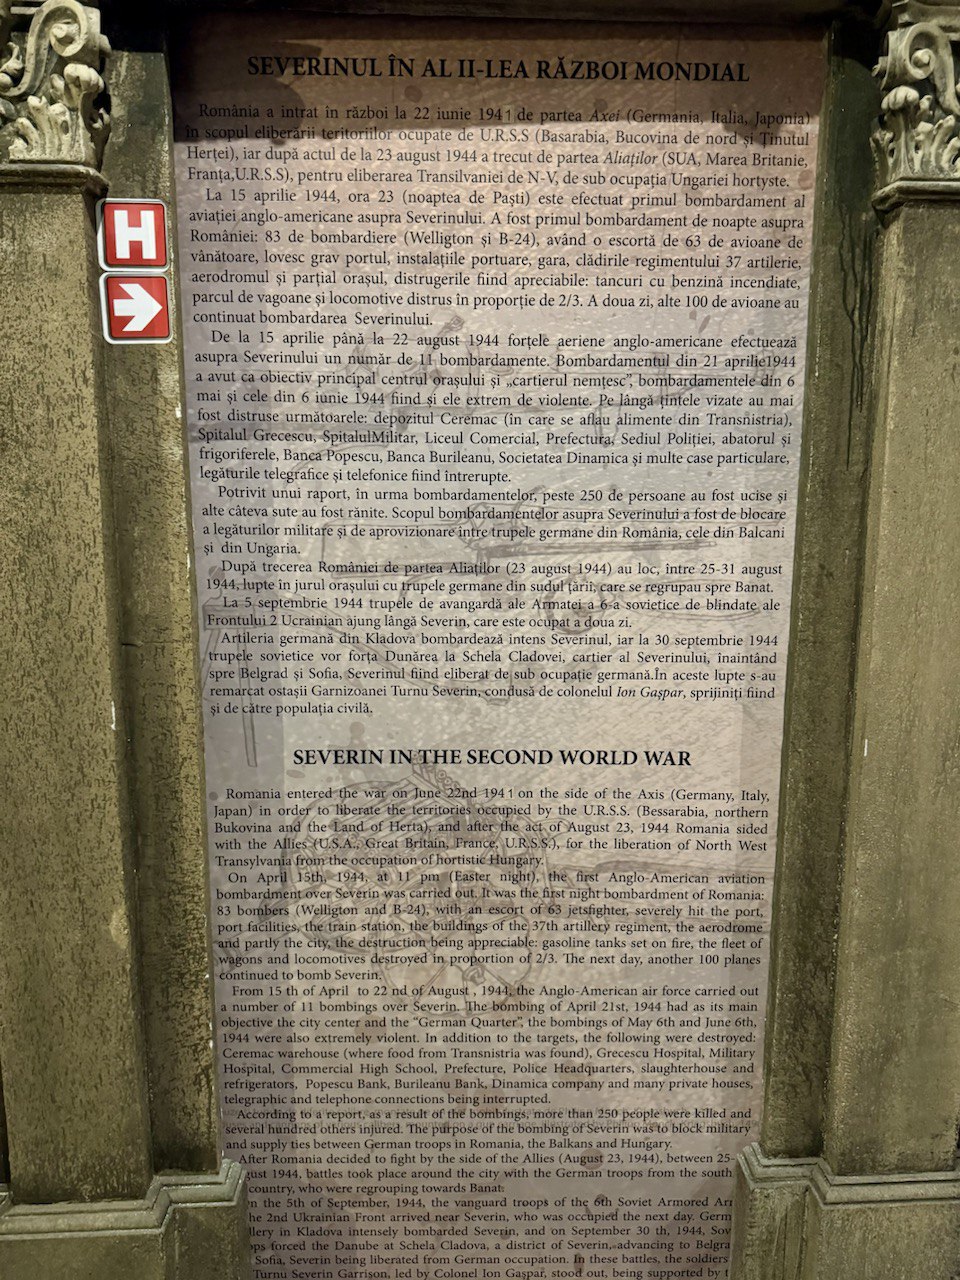 SEVERINUL ÎN AL II-LEA RĂZBOI MONDIAL
România a intrat în război la 22 iunie 1941 de partea Axei (Germania, Italia, Japonia)
în scopul eliberării teritoriilor ocupate de U.R.S.S (Basarabia, Bucovina de nord și Ținutul
Herței), iar după actul de la 23 august 1944 a trecut de partea Aliaților (SUA, Marea Britanie,
Franța,U.R.S.S), pentru eliberarea Transilvaniei de N-V, de sub ocupația Ungariei hortyste.
La 15 aprilie 1944, ora 23 (noaptea de Paști) este efectuat primul bombardament al
aviației anglo-americane asupra Severinului. A fost primul bombardament de noapte asupra
României: 83 de bombardiere (Welligton și B-24), având o escortă de 63 de avioane de
vânătoare, lovesc grav portul, instalațiile portuare, gara, clădirile regimentului 37 artilerie,
aerodromul și parțial orașul, distrugerile fiind apreciabile: tancuri cu benzină incendiate,
parcul de vagoane și locomotive distrus în proporție de 2/3. A doua zi, alte 100 de avioane au
continuat bombardarea Severinului.
De la 15 aprilie până la 22 august 1944 forțele aeriene anglo-americane efectuează
asupra Severinului un număr de 11 bombardamente. Bombardamentul din 21 aprilie1944
a avut ca obiectiv principal centrul orașului și „cartierul nemțesc”, bombardamentele din 6
mai și cele din 6 iunie 1944 fiind și ele extrem de violente. Pe lângă țintele vizate au mai
fost distruse următoarele: depozitul Ceremac (în care se aflau alimente din Transnistria),
Spitalul Grecescu, SpitalulMilitar, Liceul Comercial, Prefectura, Sediul Poliției, abatorul și
frigoriferele, Banca Popescu, Banca Burileanu, Societatea Dinamica și multe case particulare,
legăturile telegrafice și telefonice fiind întrerupte.
Potrivit unui raport, în urma bombardamentelor, peste 250 de persoane au fost ucise și
alte câteva sute au fost rănite. Scopul bombardamentelor asupra Severinului a fost de blocare
a legăturilor militare și de aprovizionare între trupele germane din România, cele din Balcani
și din Ungaria.
După trecerea României de partea Aliaților (23 august 1944) au loc, între 25-31 august
1944, lupte în jurul orașului cu trupele germane din sudul țării, care se regrupau spre Banat.
La 5 septembrie 1944 trupele de avangardă ale Armatei a 6-a sovietice de blindate ale
Frontului 2 Ucrainian ajung lângă Severin, care este ocupat a doua zi.
Artileria germană din Kladova bombardează intens Severinul, iar la 30 septembrie 1944
trupele sovietice vor forța Dunărea la Schela Cladovei, cartier al Severinului, înaintând
spre Belgrad și Sofia, Severinul fiind eliberat de sub ocupație germană.În aceste lupte s-au
remarcat ostașii Garnizoanei Turnu Severin, condusă de colonelul Ion Gașpar, sprijiniți fiind
și de către populația civilă.
SEVERIN IN THE SECOND WORLD WAR
Romania entered the war on June 22nd 1941 on the side of the Axis (Germany, Italy,
Japan) in order to liberate the territories occupied by the U.R.S.S. (Bessarabia, northern
Bukovina and the Land of Herta), and after the act of August 23, 1944 Romania sided
with the Allies (U.S.A., Great Britain, France, U.R.S.S.), for the liberation of North West
Transylvania from the occupation of hortistic Hungary.
On April 15th, 1944, at 11 pm (Easter night), the first Anglo-American aviation
bombardment over Severin was carried out. It was the first night bombardment of Romania:
83 bombers (Welligton and B-24), with an escort of 63 jetsfighter, severely hit the port,
port facilities, the train station, the buildings of the 37th artillery regiment, the aerodrome
and partly the city, the destruction being appreciable: gasoline tanks set on fire, the fleet of
wagons and locomotives destroyed in proportion of 2/3. The next day, another 100 planes
continued to bomb Severin.
From 15 th of April to 22 nd of August , 1944, the Anglo-American air force carried out
a number of 11 bombings over Severin. The bombing of April 21st, 1944 had as its main
objective the city center and the “German Quarter”, the bombings of May 6th and June 6th,
1944 were also extremely violent. In addition to the targets, the following were destroyed:
Ceremac warehouse (where food from Transnistria was found), Grecescu Hospital, Military
Hospital, Commercial High School, Prefecture, Police Headquarters, slaughterhouse and
refrigerators, Popescu Bank, Burileanu Bank, Dinamica company and many private houses,
telegraphic and telephone connections being interrupted.
According to a report, as a result of the bombings, more than 250 people were killed and
several hundred others injured. The purpose of the bombing of Severin was to block military
and supply ties between German troops in Romania, the Balkans and Hungary.
After Romania decided to fight by the side of the Allies (August 23, 1944), between 25-
gust 1944, battles took place around the city with the German troops from the south
country, who were regrouping towards Banat.
n the 5th of September, 1944, the vanguard troops of the 6th Soviet Armored Arm
he 2nd Ukrainian Front arrived near Severin, who was occupied the next day. Germ
llery in Kladova intensely bombarded Severin, and on September 30 th, 1944, Sov
ops forced the Danube at Schela Cladova, a district of Severin, advancing to Belgra
Sofia, Severin being liberated from German occupation. In these battles, the soldiers
Turnu Severin Garrison, led by Colonel Ion Gaspar, stood out, being supported by t
H